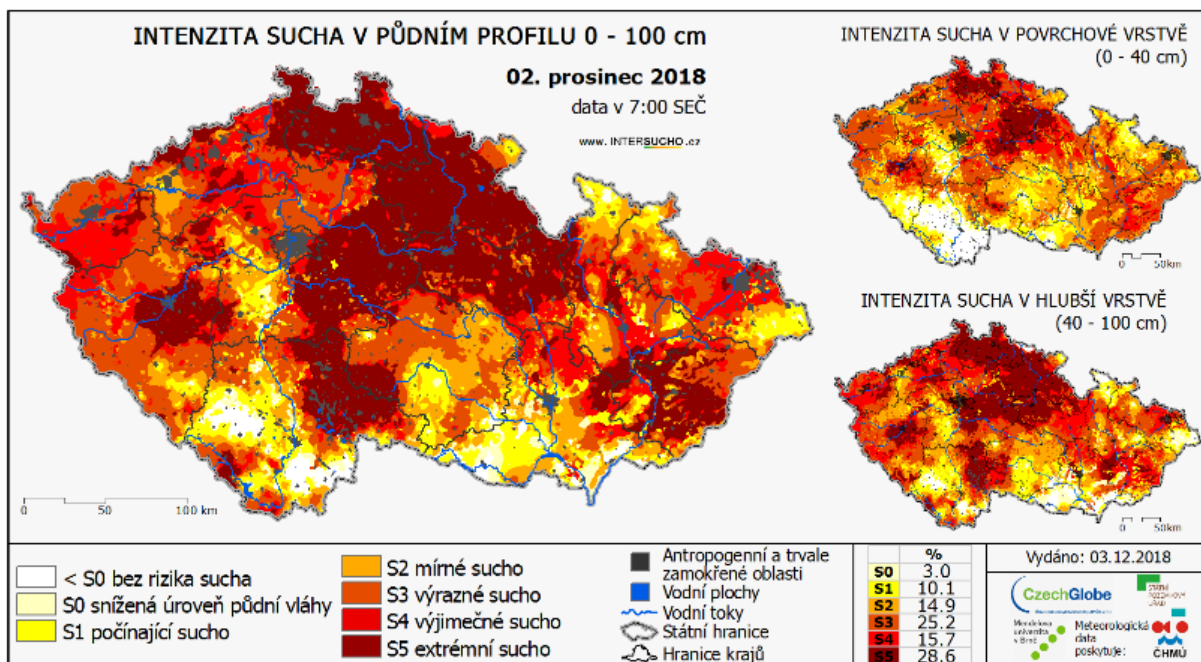 INTENZITA SUCHA V PŮDNÍM PROFILU 0 - 100 cm
02. prosinec 2018
data v 7:00 SEČ
www. INTERSUCHO.cz
0 50 100 km
INTENZITA SUCHA V POVRCHOVÉ VRSTVĚ
(0 - 40 cm)
0 50km
INTENZITA SUCHA V HLUBŠÍ VRSTVĚ
(40 - 100 cm)
0 50km
< S0 bez rizika sucha
S0 snížená úroveň půdní vláhy
S1 počínající sucho
S2 mírné sucho
S3 výrazné sucho
S4 výjimečné sucho
S5 extrémní sucho
Antropogenní a trvale
zamokřené oblasti
Vodní plochy
Vodní toky
Státní hranice
Hranice krajů
%
S0 3.0
S1 10.1
S2 14.9
S3 25.2
S4 15.7
S5 28.6
Vydáno: 03.12.2018
CzechGlobe
STÁTNÍ
POZEMKOVÝ
ÚŘAD
Mendelova
univerzita
v Brně
Meteorologická
data
poskytuje:
ČHMÚ